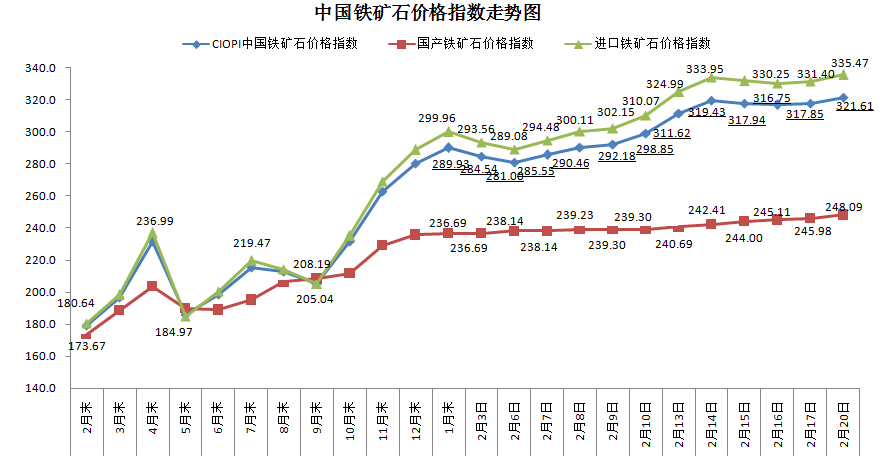 中国铁矿石价格指数走势图
CIOPI中国铁矿石价格指数 国产铁矿石价格指数 进口铁矿石价格指数
340.0
320.0
300.0
280.0
260.0
240.0
220.0
200.0
180.0
160.0
140.0
180.64
173.67
236.99
184.97
219.47
208.19
205.04
299.96
289.93
236.69
293.56
284.54
236.69
289.08
281.00
238.14
294.48
285.55
238.14
300.11
290.46
239.23
302.15
292.18
239.30
310.07
298.85
239.30
324.99
311.62
240.69
333.95
319.43
242.41
317.94
244.00
330.25
316.75
245.11
331.40
317.85
245.98
335.47
321.61
248.09
2月末
3月末
4月末
5月末
6月末
7月末
8月末
9月末
10月末
11月末
12月末
1月末
2月3日
2月6日
2月7日
2月8日
2月9日
2月10日
2月13日
2月14日
2月15日
2月16日
2月17日
2月20日